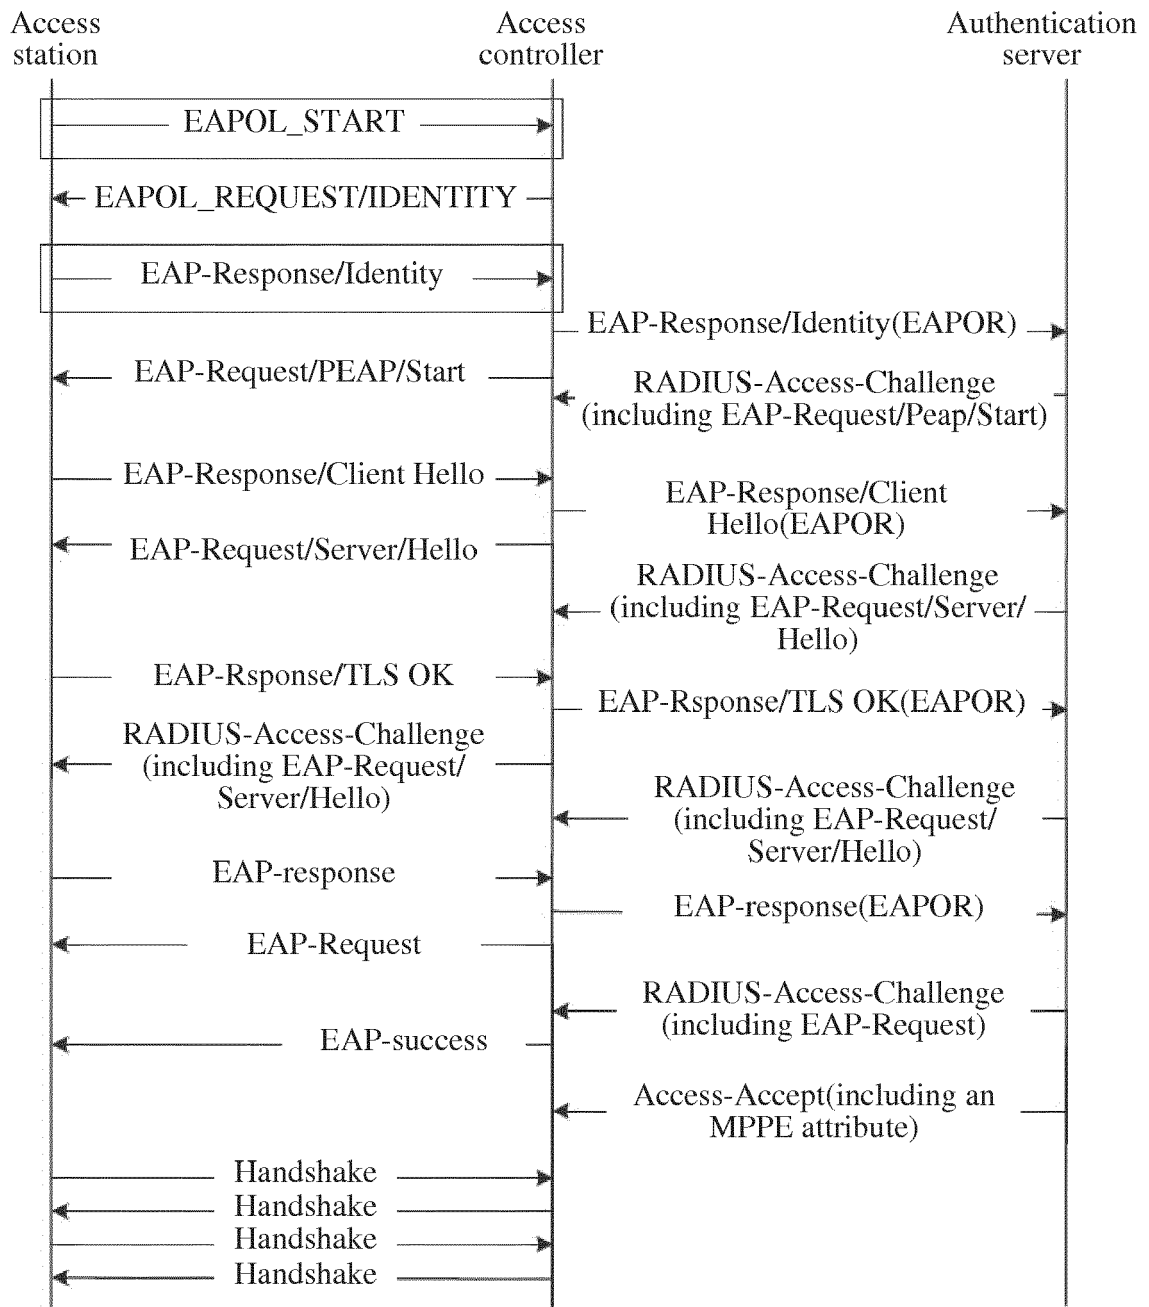 Access
station
Access
controller
Authentication
server
EAPOL_START
EAPOL_REQUEST/IDENTITY
EAP-Response/Identity
EAP-Response/Identity(EAPOR)
EAP-Request/PEAP/Start
RADIUS-Access-Challenge
(including EAP-Request/Peap/Start)
EAP-Response/Client Hello
EAP-Response/Client
Hello(EAPOR)
EAP-Request/Server/Hello
RADIUS-Access-Challenge
(including EAP-Request/Server/
Hello)
EAP-Rsponse/TLS OK
EAP-Rsponse/TLS OK(EAPOR)
RADIUS-Access-Challenge
(including EAP-Request/
Server/Hello)
RADIUS-Access-Challenge
(including EAP-Request/
Server/Hello)
EAP-response
EAP-response(EAPOR)
EAP-Request
RADIUS-Access-Challenge
(including EAP-Request)
EAP-success
Access-Accept(including an
MPPE attribute)
Handshake
Handshake
Handshake
Handshake